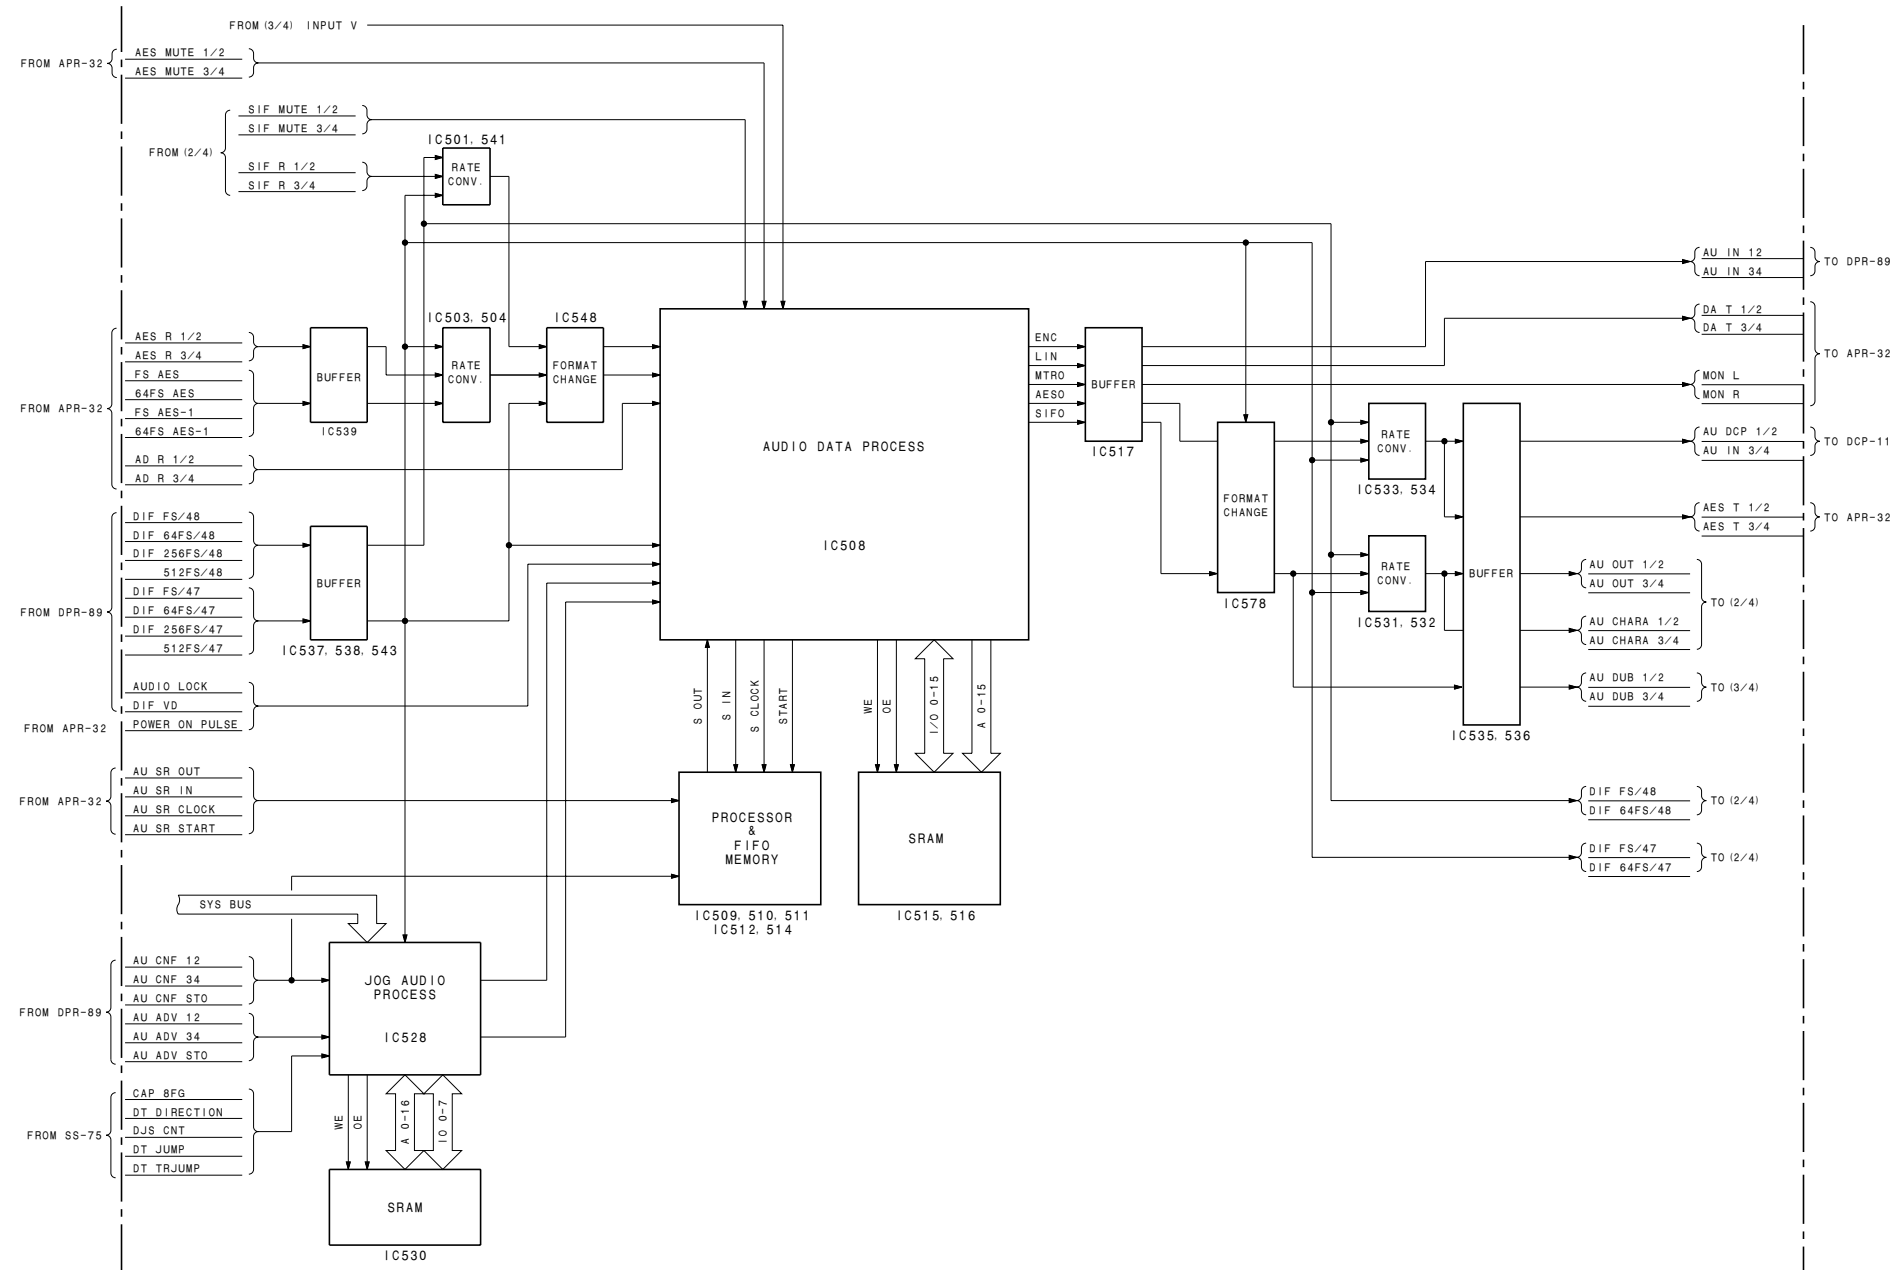 FROM (3/4) INPUT V
FROM APR-32
AES MUTE 1/2
AES MUTE 3/4
FROM (2/4)
SIF MUTE 1/2
SIF MUTE 3/4
SIF R 1/2
SIF R 3/4
IC501, 541
RATE
CONV.
FROM APR-32
AES R 1/2
AES R 3/4
FS AES
64FS AES
FS AES-1
64FS AES-1
AD R 1/2
AD R 3/4
BUFFER
IC539
IC503, 504
RATE
CONV.
IC548
FORMAT
CHANGE
FROM DPR-89
DIF FS/48
DIF 64FS/48
DIF 256FS/48
512FS/48
DIF FS/47
DIF 64FS/47
DIF 256FS/47
512FS/47
AUDIO LOCK
DIF VD
BUFFER
IC537, 538, 543
FROM APR-32
POWER ON PULSE
FROM APR-32
AU SR OUT
AU SR IN
AU SR CLOCK
AU SR START
SYS BUS
FROM DPR-89
AU CNF 12
AU CNF 34
AU CNF STO
AU ADV 12
AU ADV 34
AU ADV STO
FROM SS-75
CAP 8FG
DT DIRECTION
DJS CNT
DT JUMP
DT TRJUMP
JOG AUDIO
PROCESS
IC528
WE
OE
A 0-16
IO 0-7
SRAM
IC530
AUDIO DATA PROCESS
IC508
S OUT
S IN
S CLOCK
START
WE
OE
I/O 0-15
A 0-15
PROCESSOR
&
FIFO
MEMORY
IC509, 510, 511
IC512, 514
SRAM
IC515, 516
ENC
LIN
MTRO
AESO
SIFO
BUFFER
IC517
FORMAT
CHANGE
IC578
RATE
CONV.
IC533, 534
RATE
CONV.
IC531, 532
BUFFER
IC535, 536
AU IN 12
AU IN 34
TO DPR-89
DA T 1/2
DA T 3/4
MON L
MON R
TO APR-32
AU DCP 1/2
AU IN 3/4
TO DCP-11
AES T 1/2
AES T 3/4
TO APR-32
AU OUT 1/2
AU OUT 3/4
AU CHARA 1/2
AU CHARA 3/4
TO (2/4)
AU DUB 1/2
AU DUB 3/4
TO (3/4)
DIF FS/48
DIF 64FS/48
TO (2/4)
DIF FS/47
DIF 64FS/47
TO (2/4)